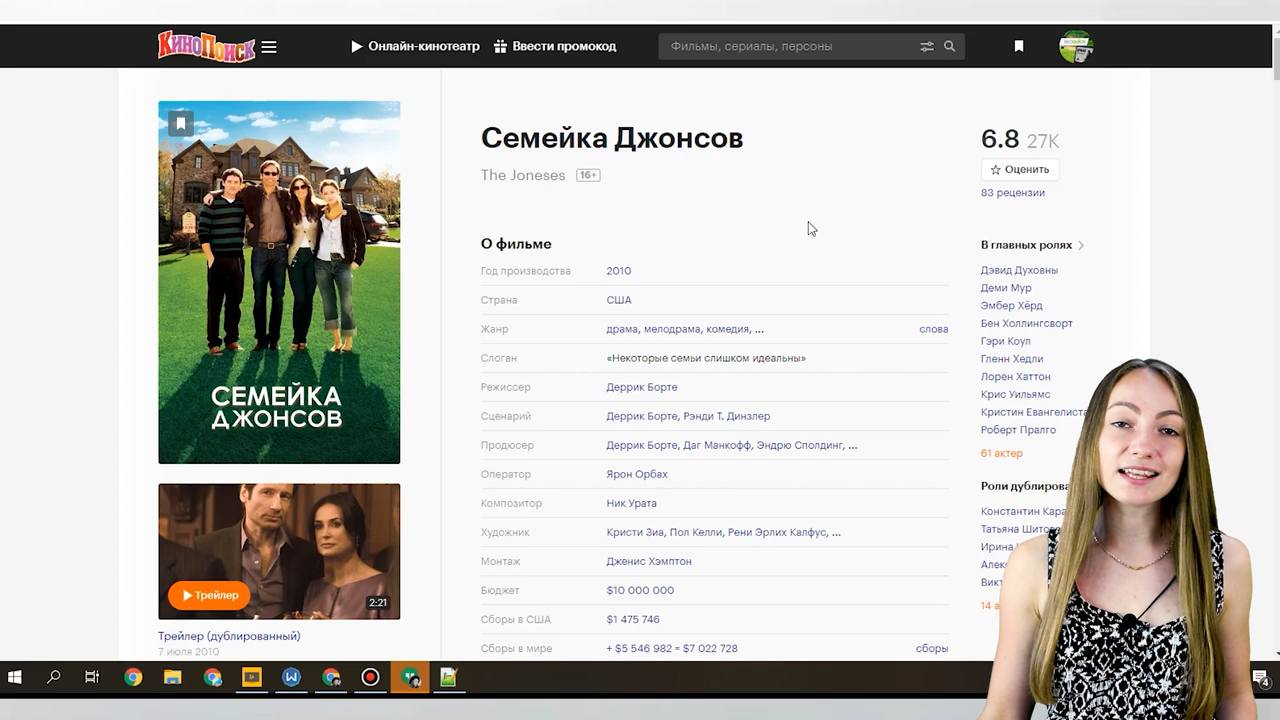 КиноПоиск
Онлайн-кинотеатр
Ввести промокод
Фильмы, сериалы, персоны
СЕМЕЙКА
ДЖОНСОВ
Трейлер
2:21
Трейлер (дублированный)
7 июля 2010
Семейка Джонсов
The Joneses 16+
О фильме
Год производства 2010
Страна США
Жанр драма, мелодрама, комедия, ... слова
Слоган «Некоторые семьи слишком идеальны»
Режиссер Деррик Борте
Сценарий Деррик Борте, Рэнди Т. Динзлер
Продюсер Деррик Борте, Даг Манкофф, Эндрю Сполдинг, ...
Оператор Ярон Орбах
Композитор Ник Урата
Художник Кристи Зиа, Пол Келли, Рени Эрлих Калфус, ...
Монтаж Дженис Хэмптон
Бюджет $10 000 000
Сборы в США $1 475 746
Сборы в мире + $5 546 982 = $7 022 728 сборы
6.8 27K
Оценить
83 рецензии
В главных ролях
Дэвид Духовны
Деми Мур
Эмбер Хёрд
Бен Холлингсворт
Гэри Коул
Гленн Хедли
Лорен Хаттон
Крис Уильямс
Кристин Евангелиста
Роберт Пралго
61 актер
Роли дублирова
Константин Кара
Татьяна Шитов
Ирина
Алек
Викт
14 а
4